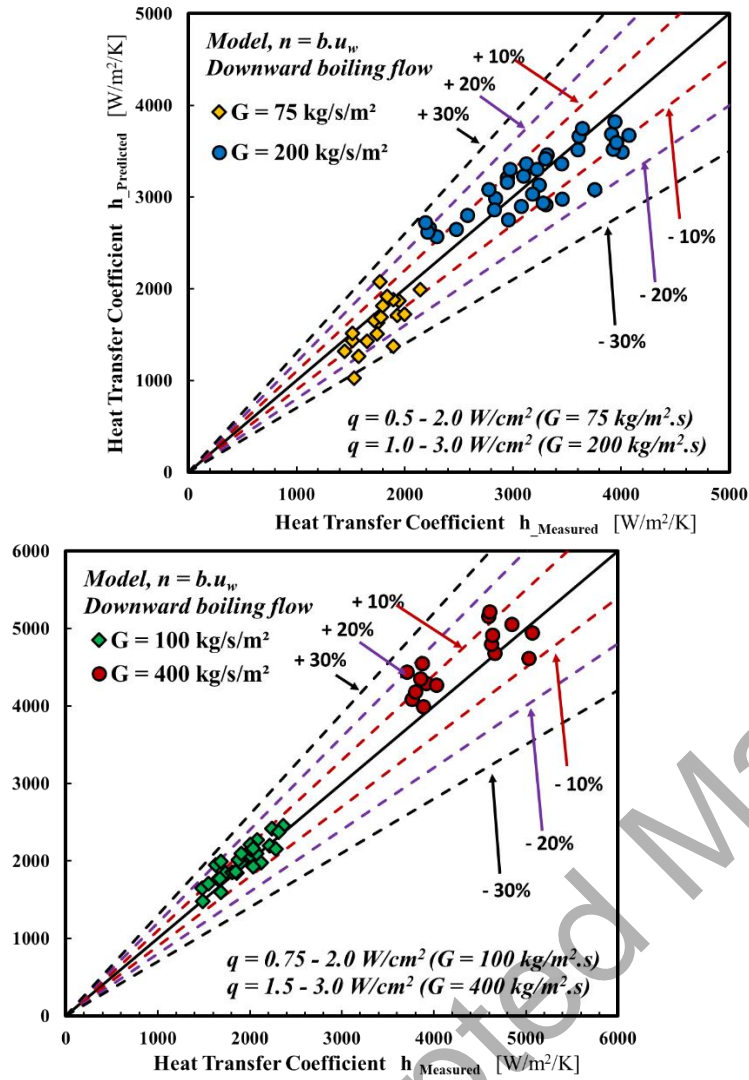 5000
4000
3000
2000
1000
0
Heat Transfer Coefficient h_Predicted [W/m²/K]
Model, n = b.u_w
Downward boiling flow
G = 75 kg/s/m²
G = 200 kg/s/m²
+ 10%
+ 20%
+ 30%
- 10%
- 20%
- 30%
q = 0.5 - 2.0 W/cm² (G = 75 kg/m².s)
q = 1.0 - 3.0 W/cm² (G = 200 kg/m².s)
0 1000 2000 3000 4000 5000
Heat Transfer Coefficient h_Measured [W/m²/K]
6000
5000
4000
3000
2000
1000
0
Model, n = b.u_w
Downward boiling flow
G = 100 kg/s/m²
G = 400 kg/s/m²
+ 10%
+ 20%
+ 30%
- 10%
- 20%
- 30%
q = 0.75 - 2.0 W/cm² (G = 100 kg/m².s)
q = 1.5 - 3.0 W/cm² (G = 400 kg/m².s)
0 1000 2000 3000 4000 5000 6000
Heat Transfer Coefficient h_Measured [W/m²/K]